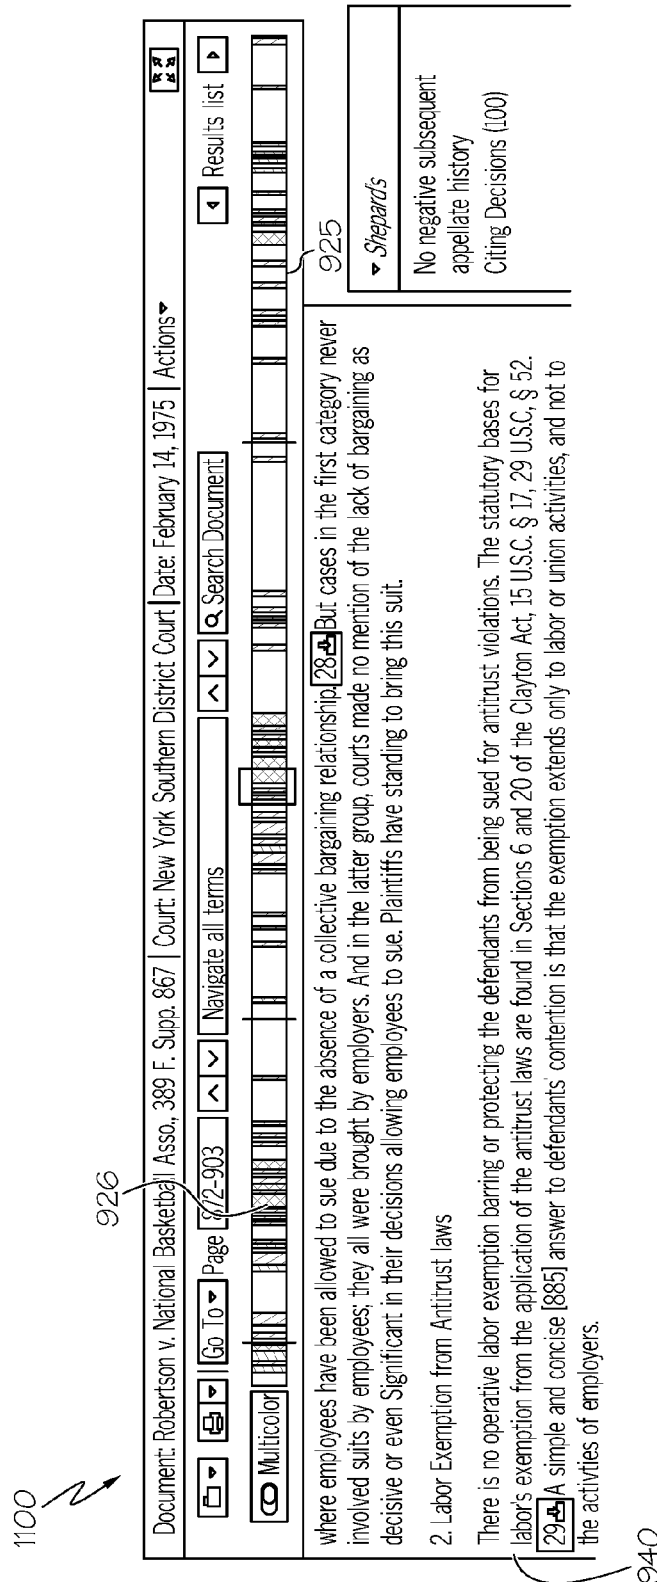 1100
926
Document: Robertson v. National Basketball Asso., 389 F. Supp. 867 | Court: New York Southern District Court | Date: February 14, 1975 | Actions
Go To Page 872-903 Navigate all terms Search Document Results list
Multicolor
925
where employees have been allowed to sue due to the absence of a collective bargaining relationship. 28 But cases in the first category never
involved suits by employees; they all were brought by employers. And in the latter group, courts made no mention of the lack of bargaining as
decisive or even Significant in their decisions allowing employees to sue. Plaintiffs have standing to bring this suit.
2. Labor Exemption from Antitrust laws
There is no operative labor exemption barring or protecting the defendants from being sued for antitrust violations. The statutory bases for
labor's exemption from the application of the antitrust laws are found in Sections 6 and 20 of the Clayton Act, 15 U.S.C. § 17, 29 U.S.C, § 52.
29 A simple and concise [885] answer to defendants' contention is that the exemption extends only to labor or union activities, and not to
the activities of employers.
940
Shepard's
No negative subsequent
appellate history
Citing Decisions (100)